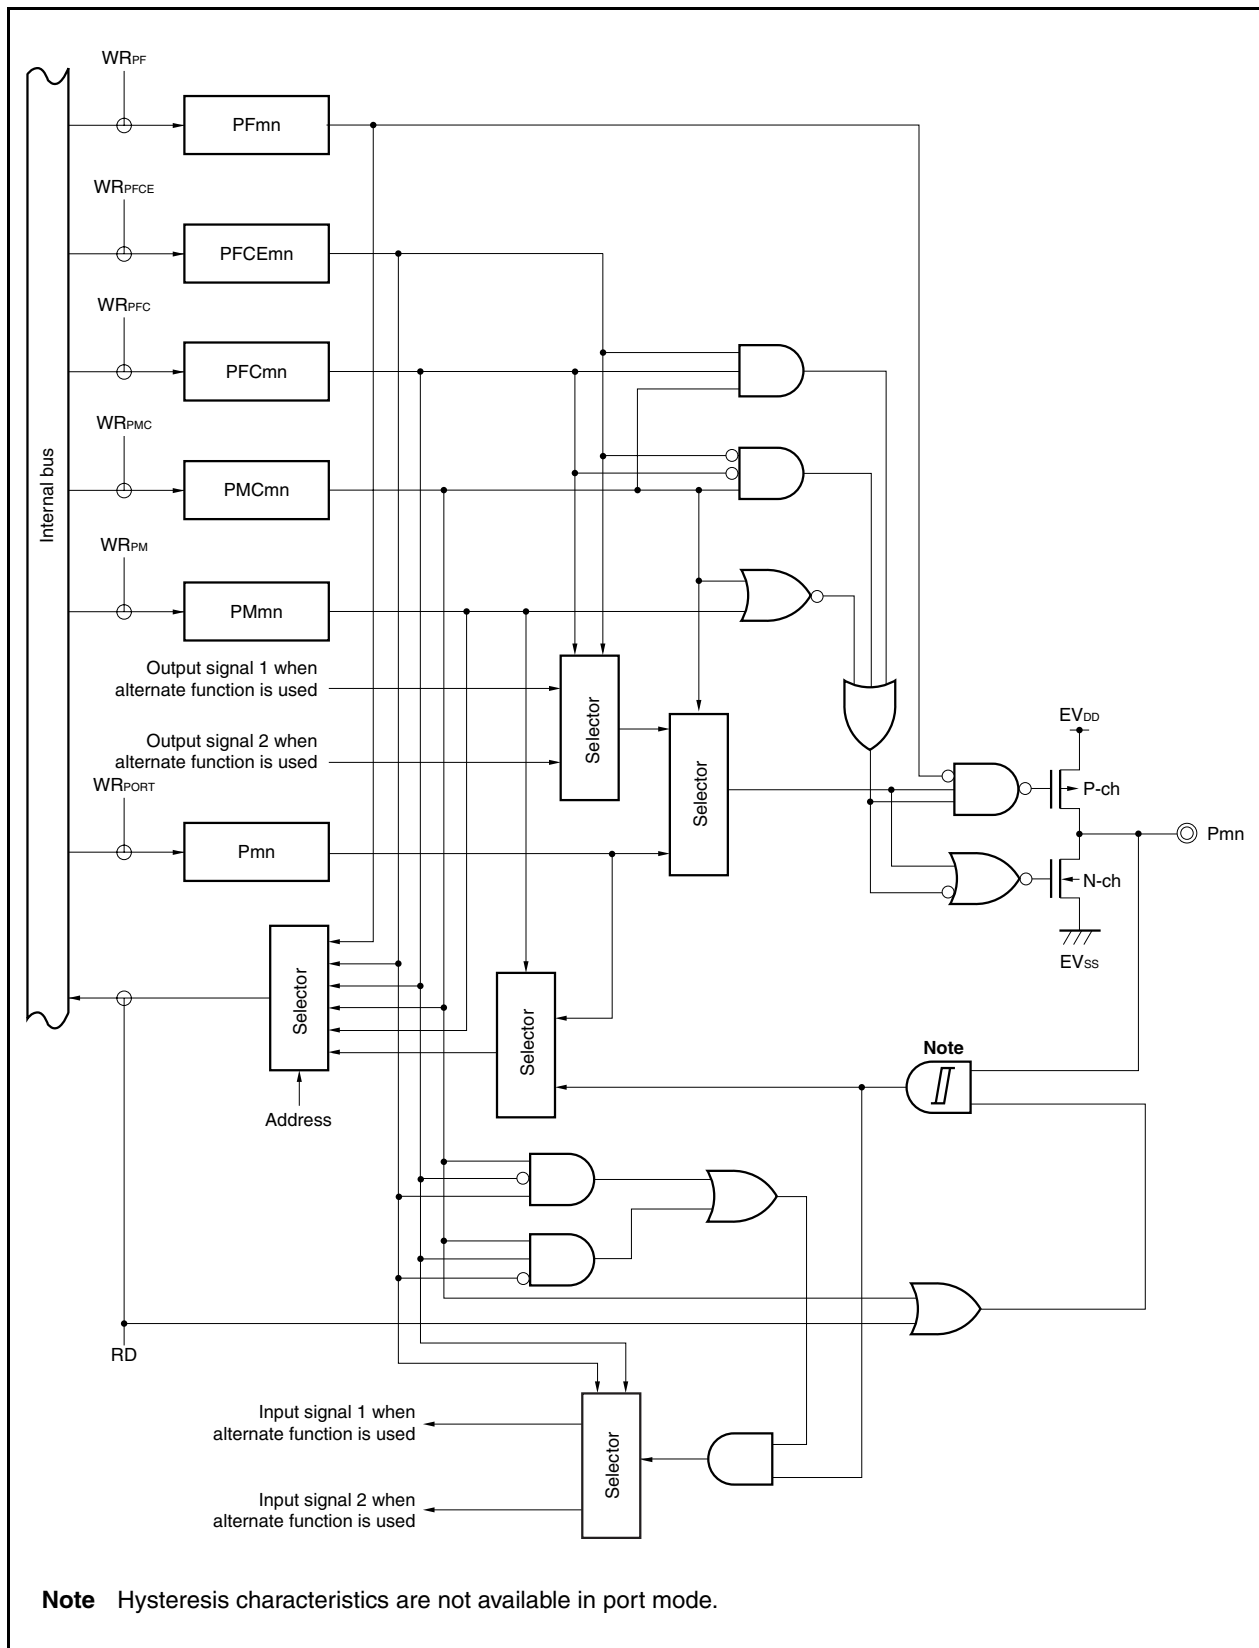 WRPF
PFmn
WRPFCE
PFCEmn
WRPFC
PFCmn
WRPMC
PMCmn
Internal bus
WRPM
PMmn
Output signal 1 when
alternate function is used
Output signal 2 when
alternate function is used
Selector
Selector
EVDD
P-ch
WRPORT
Pmn
Pmn
N-ch
EVSS
Selector
Selector
Note
Address
RD
Input signal 1 when
alternate function is used
Selector
Input signal 2 when
alternate function is used
Note Hysteresis characteristics are not available in port mode.